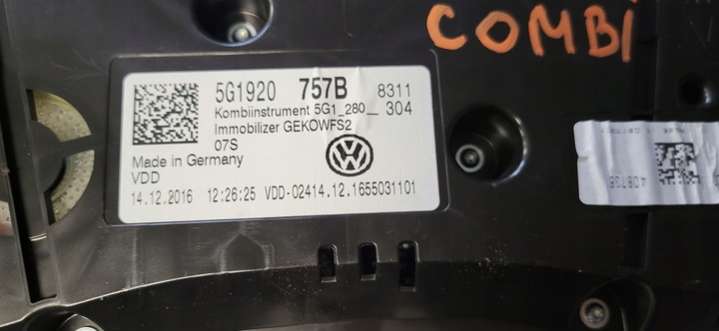 COMBi
5G1920 757B 8311
Kombiinstrument 5G1_280__ 304
Immobilizer GEKOWFS2
07S
Made in Germany
VDD
14.12.2016 12:26:25 VDD-02414.12.1655031101